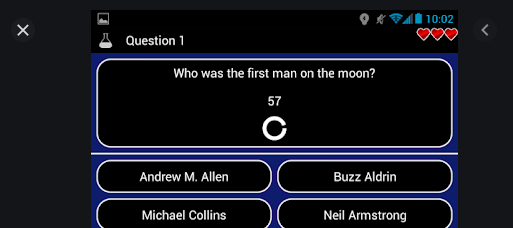 10:02
Question 1
Who was the first man on the moon?
57
Andrew M. Allen
Buzz Aldrin
Michael Collins
Neil Armstrong